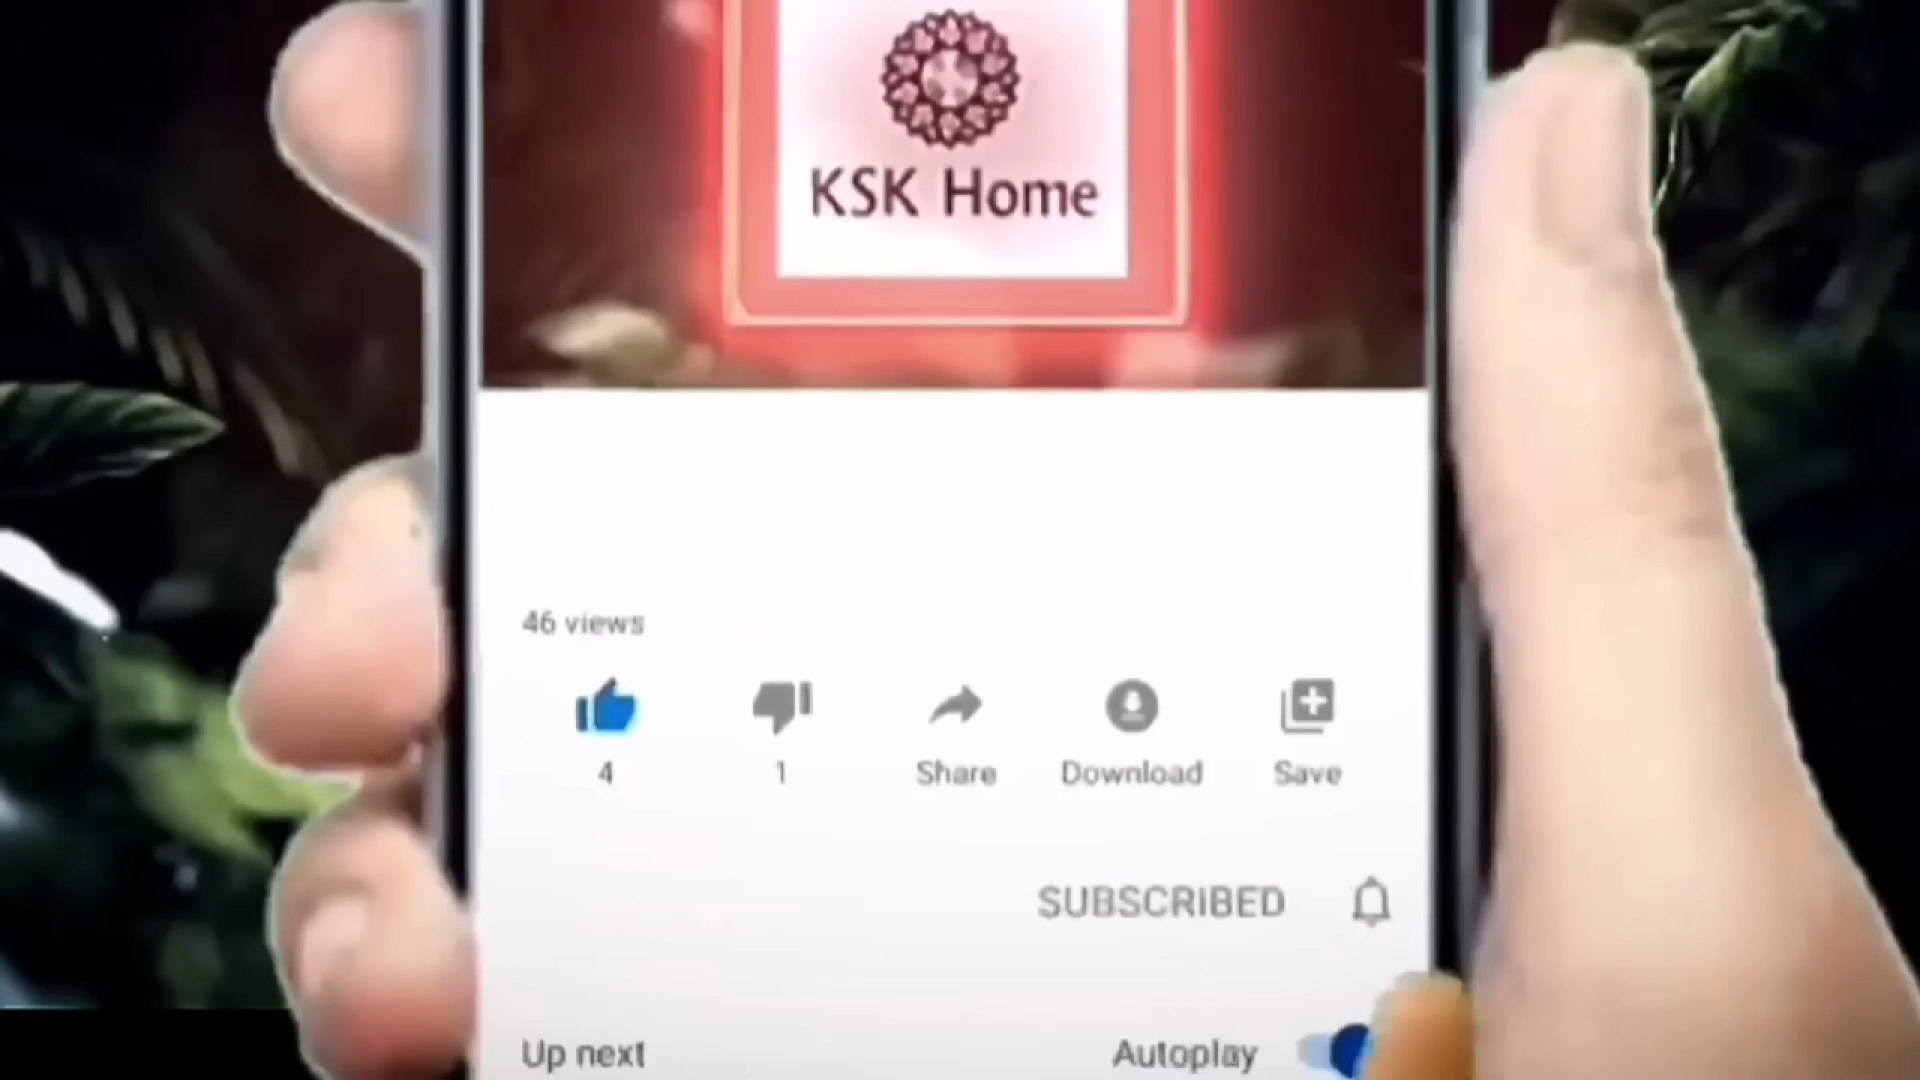 KSK Home
46 views
4
1
Share
Download
Save
SUBSCRIBED
Up next
Autoplay